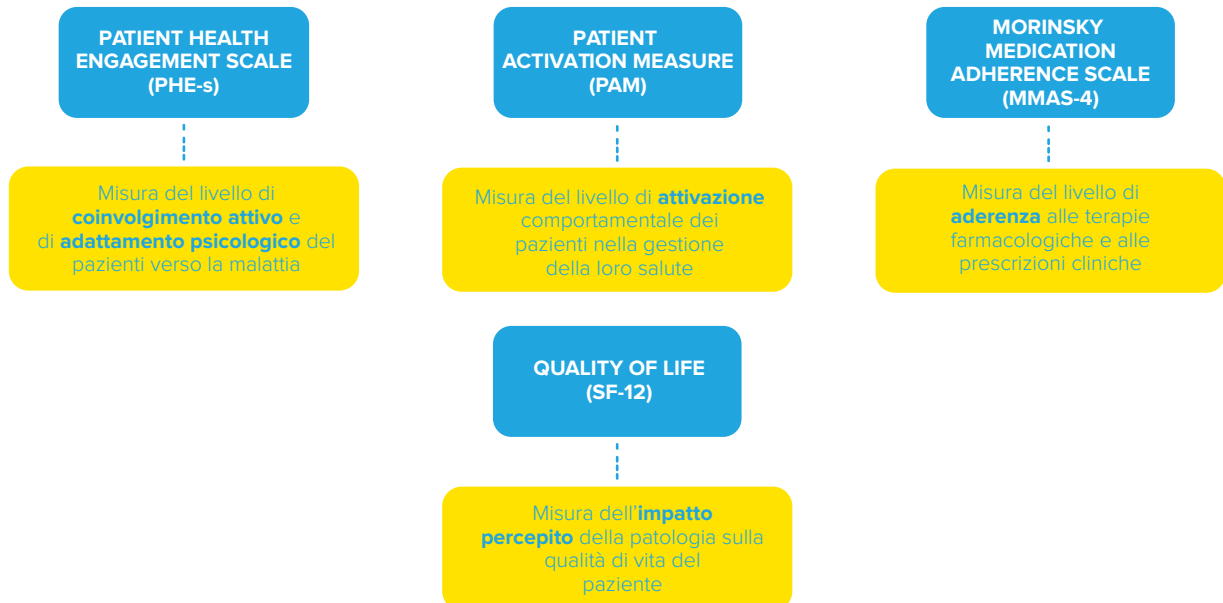 PATIENT HEALTH
ENGAGEMENT SCALE
(PHE-s)
Misura del livello di
coinvolgimento attivo e
di adattamento psicologico del
pazienti verso la malattia
PATIENT
ACTIVATION MEASURE
(PAM)
Misura del livello di attivazione
comportamentale dei
pazienti nella gestione
della loro salute
MORINSKY
MEDICATION
ADHERENCE SCALE
(MMAS-4)
Misura del livello di
aderenza alle terapie
farmacologiche e alle
prescrizioni cliniche
QUALITY OF LIFE
(SF-12)
Misura dell'impatto
percepito della patologia sulla
qualità di vita del
paziente